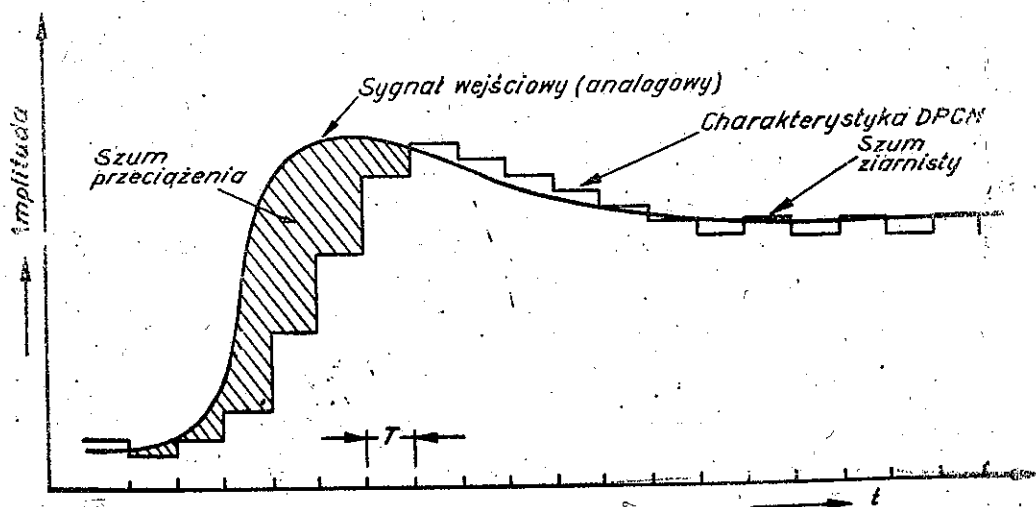 Amplituda
Sygnał wejściowy (analogowy)
Szum
przeciążenia
Charakterystyka DPCM
Szum
ziarnisty
T
t